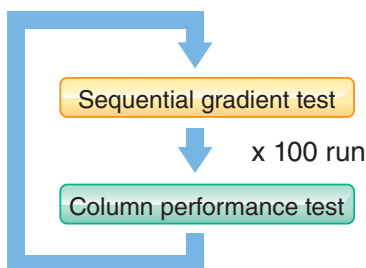 Sequential gradient test
x 100 run
Column performance test